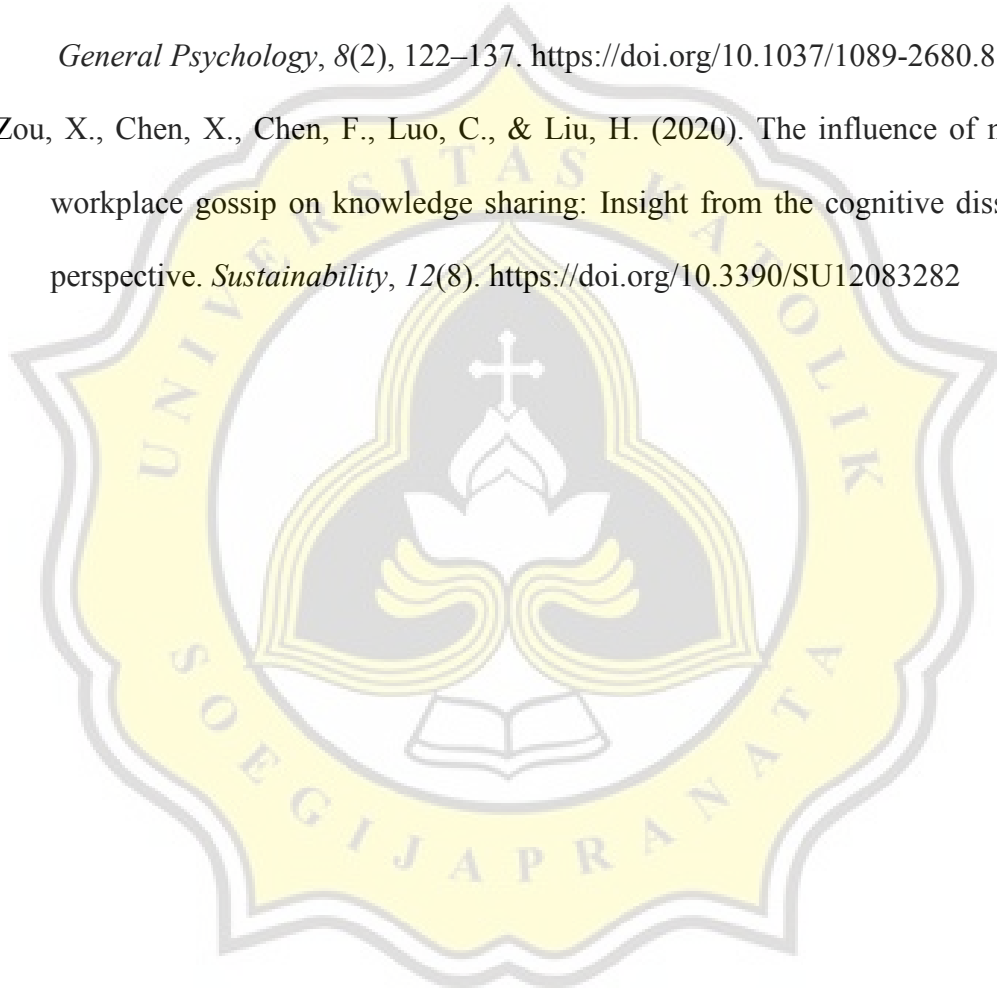 General Psychology, 8(2), 122–137. https://doi.org/10.1037/1089-2680.8
Zou, X., Chen, X., Chen, F., Luo, C., & Liu, H. (2020). The influence of
workplace gossip on knowledge sharing: Insight from the cognitive
perspective. Sustainability, 12(8). https://doi.org/10.3390/SU12083282
UNIVERSITAS KATOLIK
SOEGIJAPRANATA